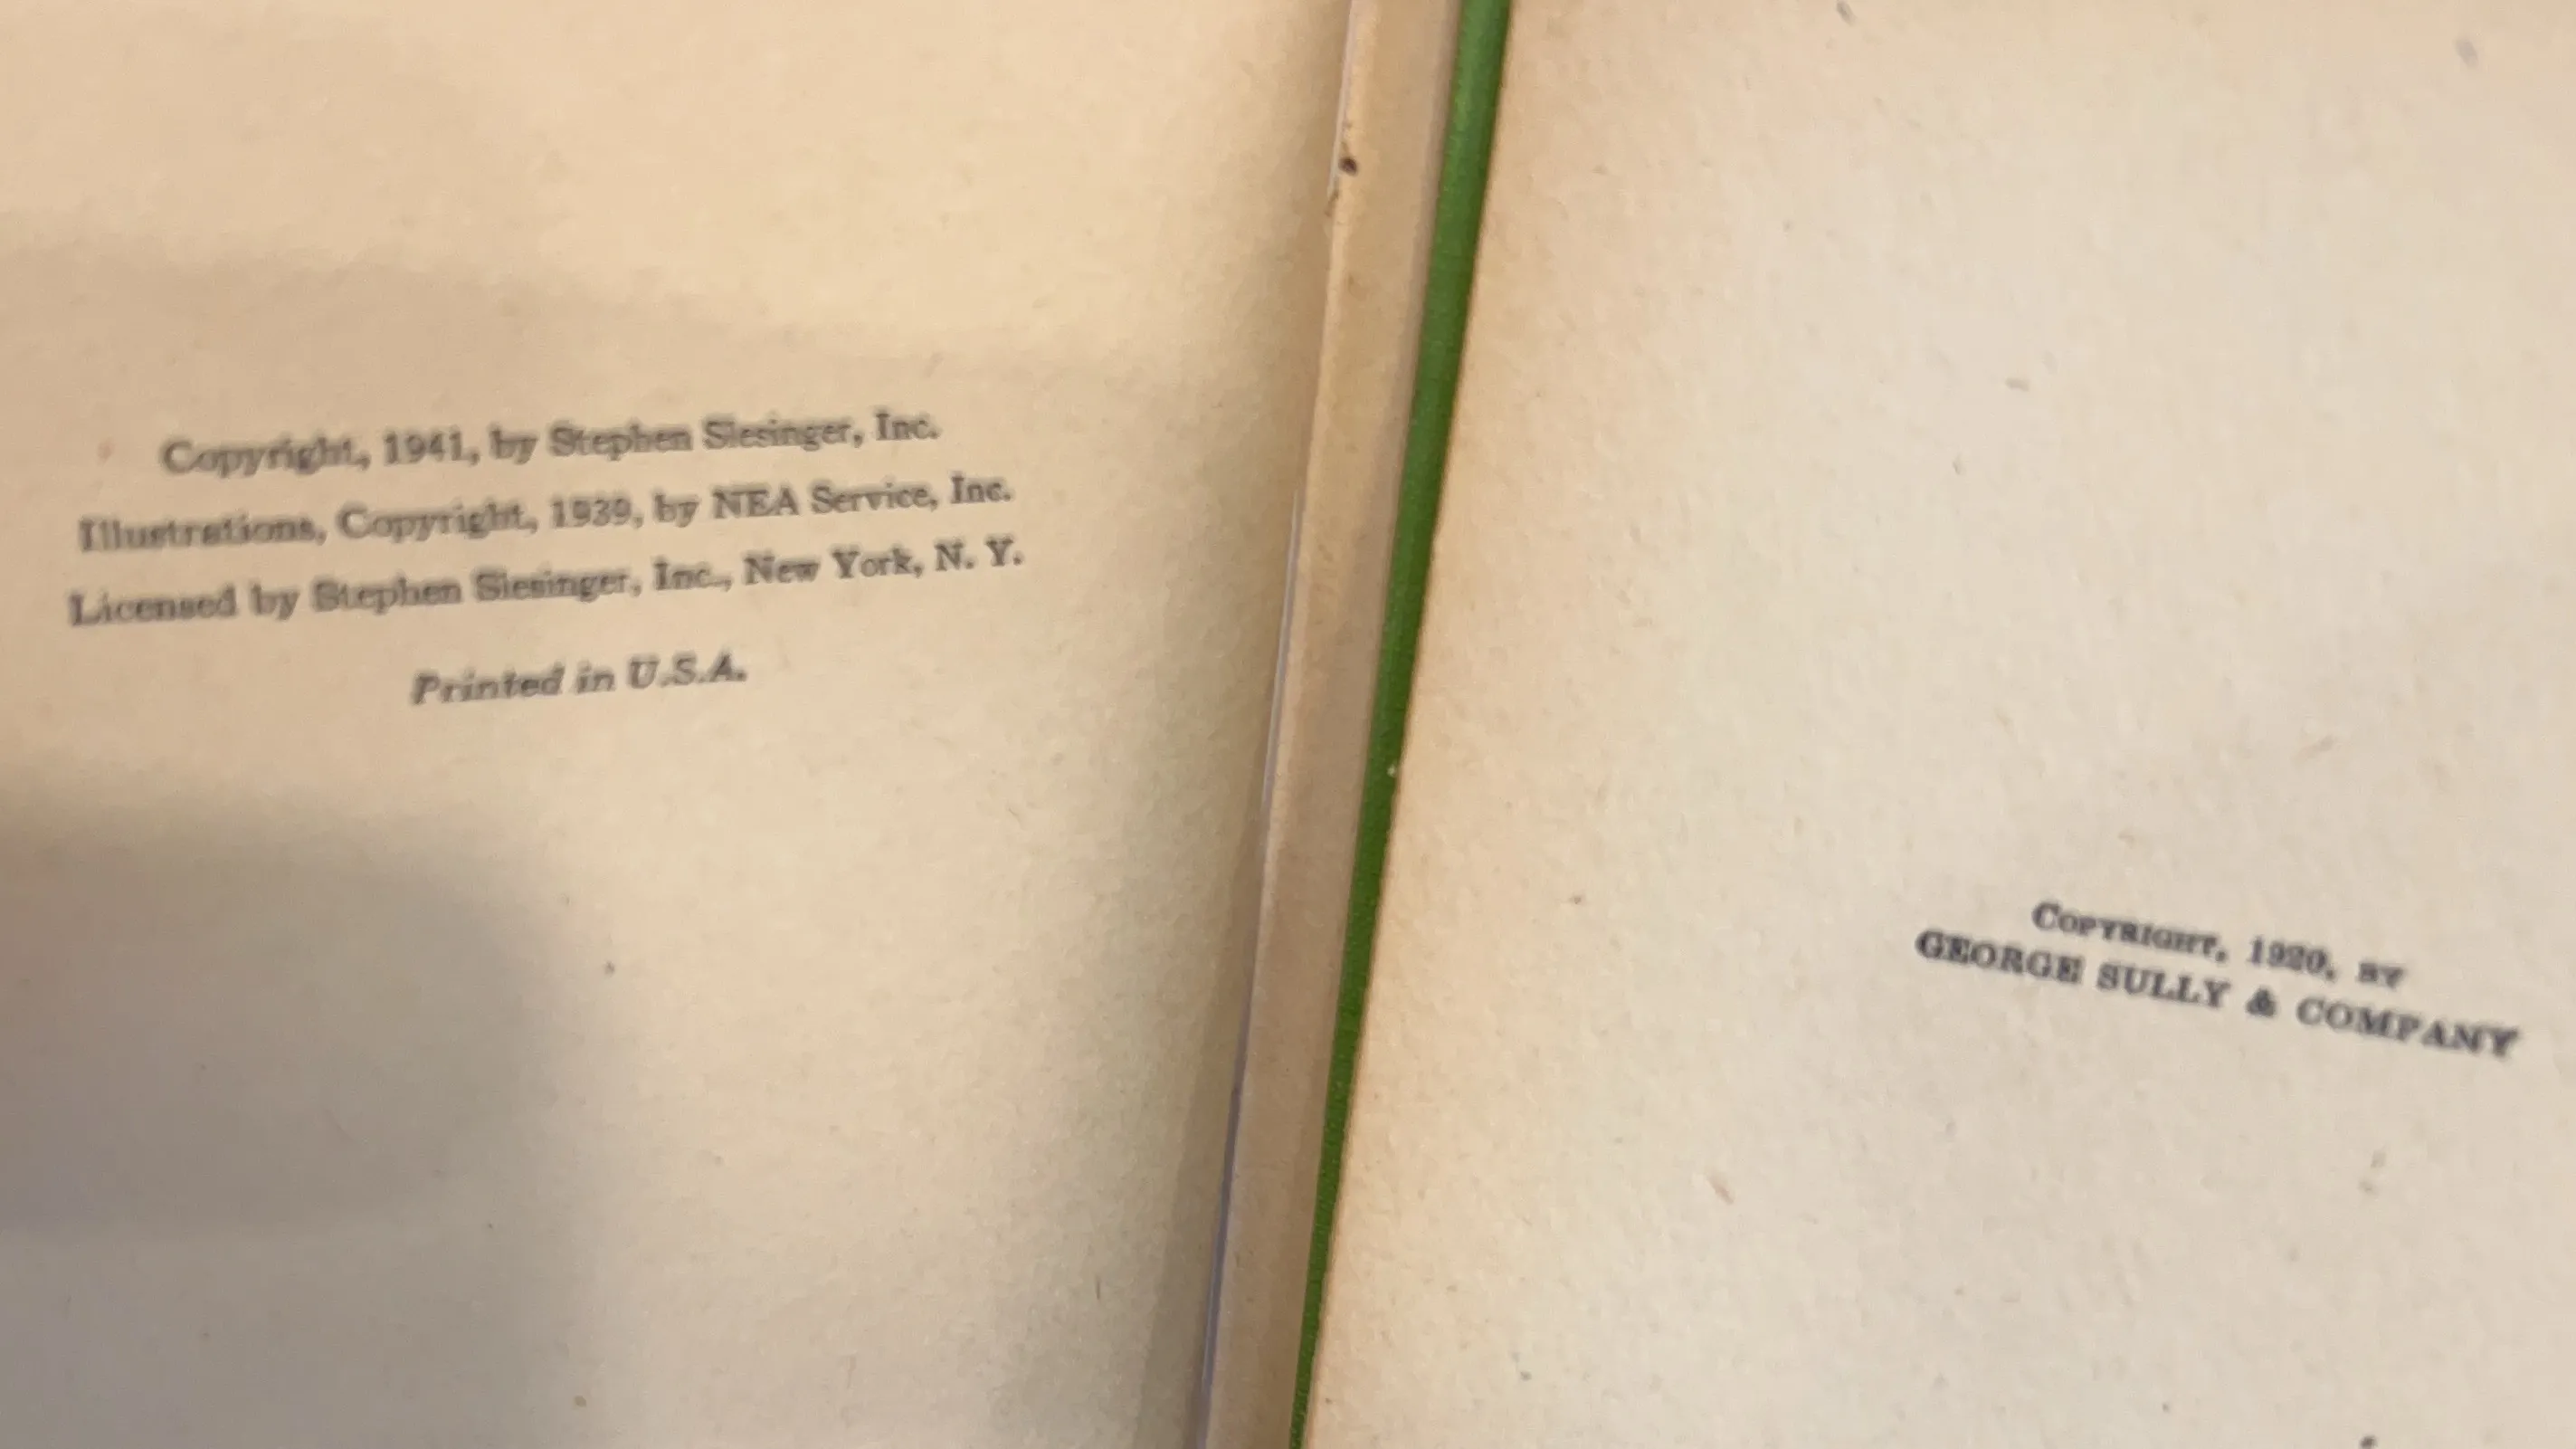 Copyright, 1941, by Stephen Slesinger, Inc.
Illustrations, Copyright, 1939, by NEA Service, Inc.
Licensed by Stephen Slesinger, Inc., New York, N. Y.
Printed in U.S.A.
COPYRIGHT, 1920, BY
GEORGE SULLY & COMPANY